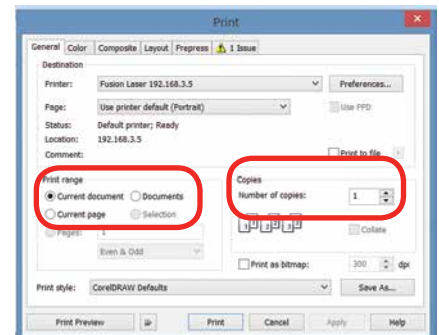 Print
General Color Composite Layout Prepress 1 Issue
Destination
Printer: Fusion Laser 192.168.3.5 Preferences...
Page: Use printer default (Portrait) Use PPD
Status: Default printer; Ready
Location: 192.168.3.5
Comment: Print to file
Print range Copies
Current document Documents Number of copies: 1
Current page Selection
Pages: 1 Collate
Even & Odd
Print as bitmap: 300 dpi
Print style: CorelDRAW Defaults Save As...
Print Preview Print Cancel Apply Help